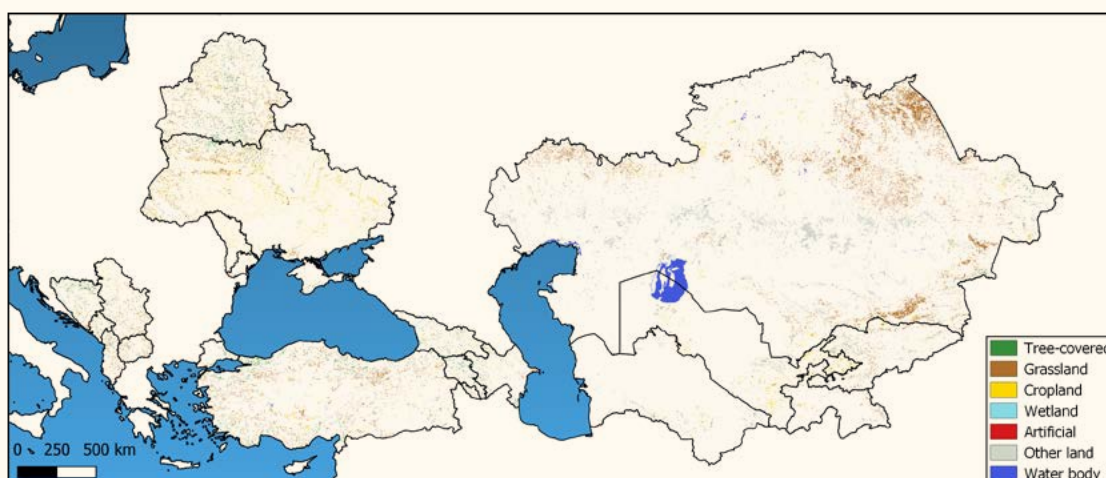 Tree-covered
Grassland
Cropland
Wetland
Artificial
Other land
Water body
0 250 500 km